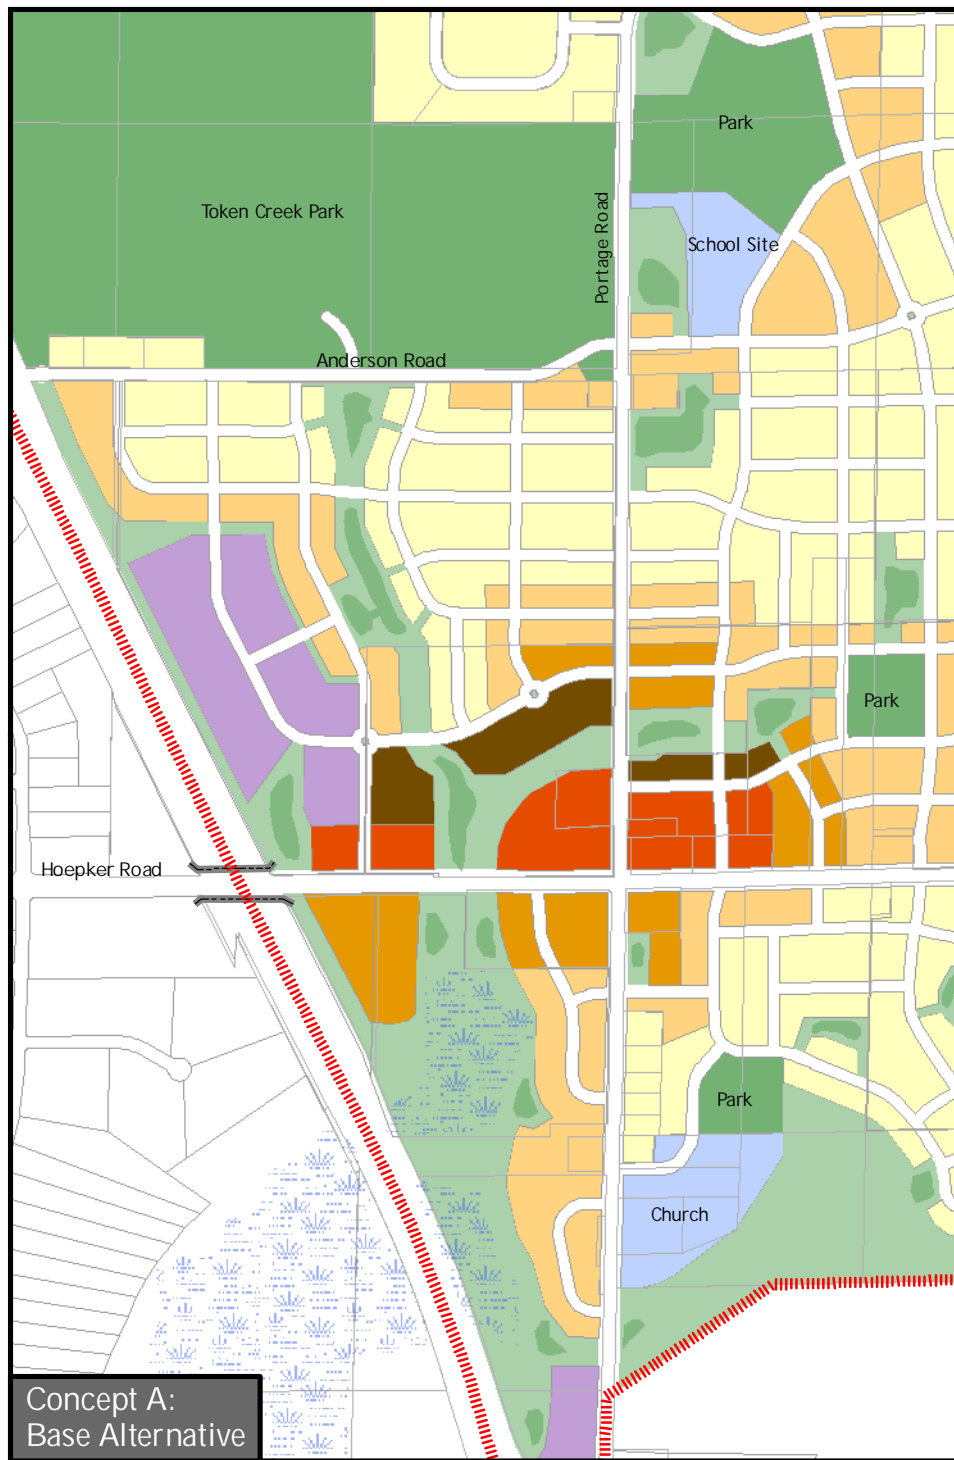 Park
Token Creek Park
Portage Road
School Site
Anderson Road
Park
Hoepker Road
Park
Church
Concept A:
Base Alternative